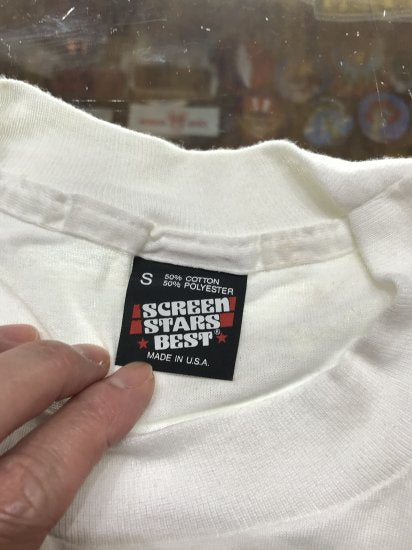 S 50% COTTON
50% POLYESTER
SCREEN
STARS
BEST®
MADE IN U.S.A.